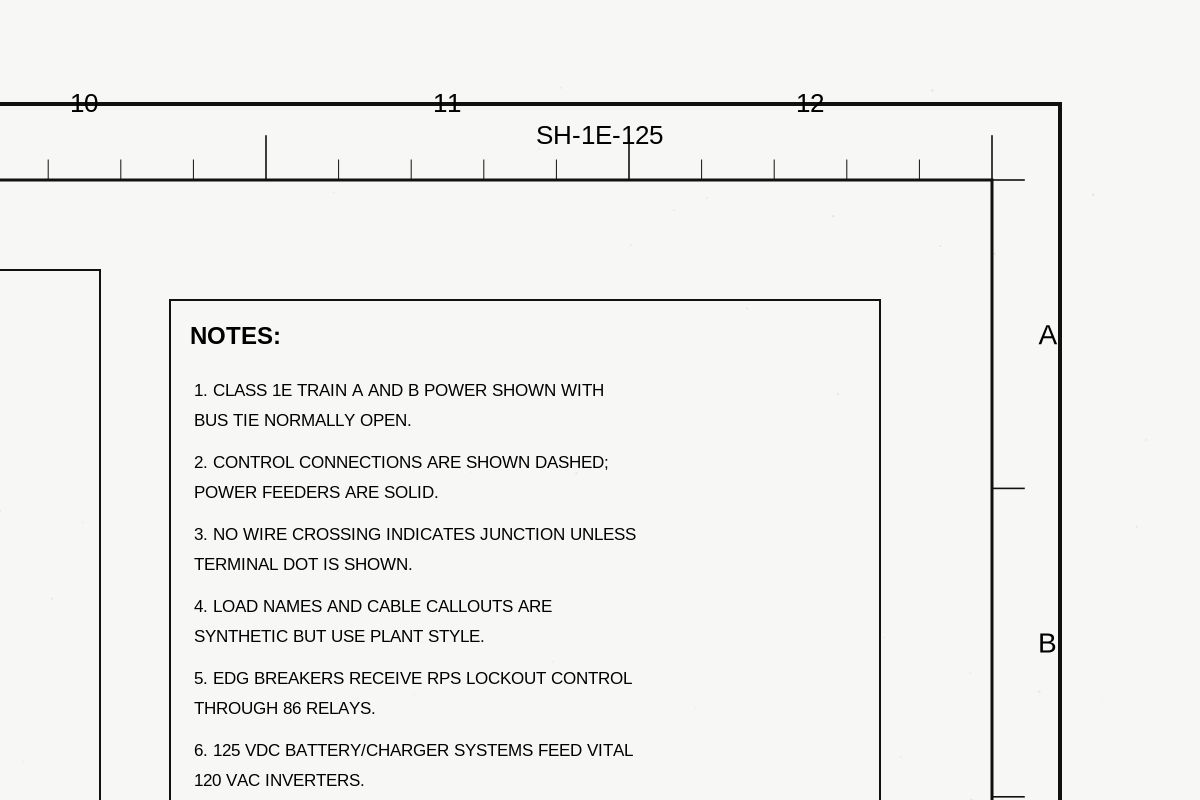 10
11
12
SH-1E-125
A
NOTES:
1. CLASS 1E TRAIN A AND B POWER SHOWN WITH
BUS TIE NORMALLY OPEN.
2. CONTROL CONNECTIONS ARE SHOWN DASHED;
POWER FEEDERS ARE SOLID.
3. NO WIRE CROSSING INDICATES JUNCTION UNLESS
TERMINAL DOT IS SHOWN.
4. LOAD NAMES AND CABLE CALLOUTS ARE
SYNTHETIC BUT USE PLANT STYLE.
B
5. EDG BREAKERS RECEIVE RPS LOCKOUT CONTROL
THROUGH 86 RELAYS.
6. 125 VDC BATTERY/CHARGER SYSTEMS FEED VITAL
120 VAC INVERTERS.